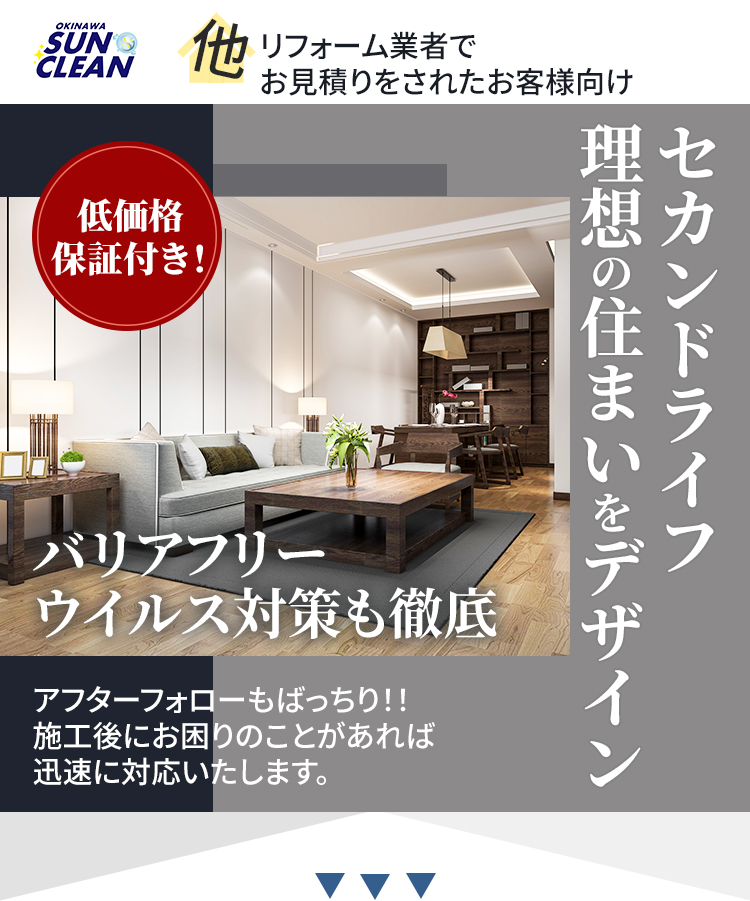 OKINAWA
SUN
CLEAN
他
リフォーム業者で
お見積りをされたお客様向け
低価格
保証付き!
セカンドライフ
理想の住まいをデザイン
バリアフリー
ウイルス対策も徹底
アフターフォローもばっちり!!
施工後にお困りのことがあれば
迅速に対応いたします。